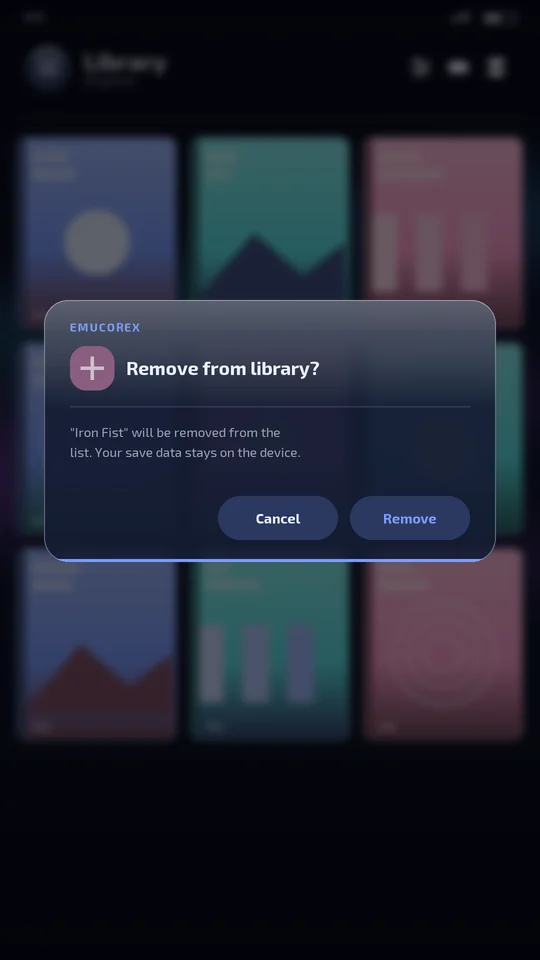 Library
EMUCOREX
Remove from library?
"Iron Fist" will be removed from the
list. Your save data stays on the device.
Cancel
Remove